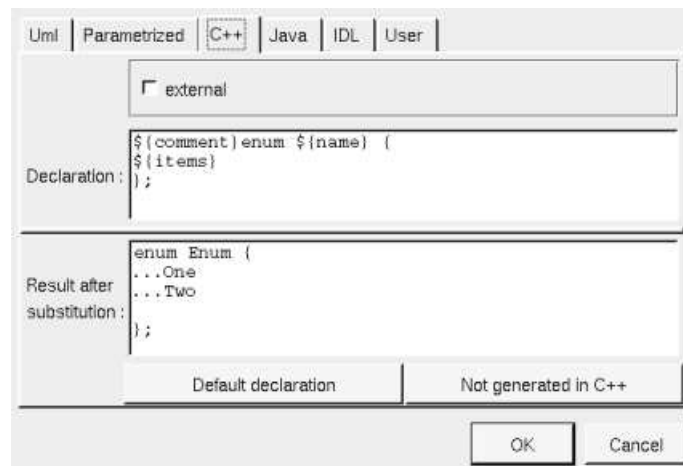 Uml Parametrized C++ Java IDL User
external
Declaration :
${comment}enum ${name} {
${items}
};
Result after
substitution :
enum Enum {
...One
...Two
};
Default declaration Not generated in C++
OK Cancel